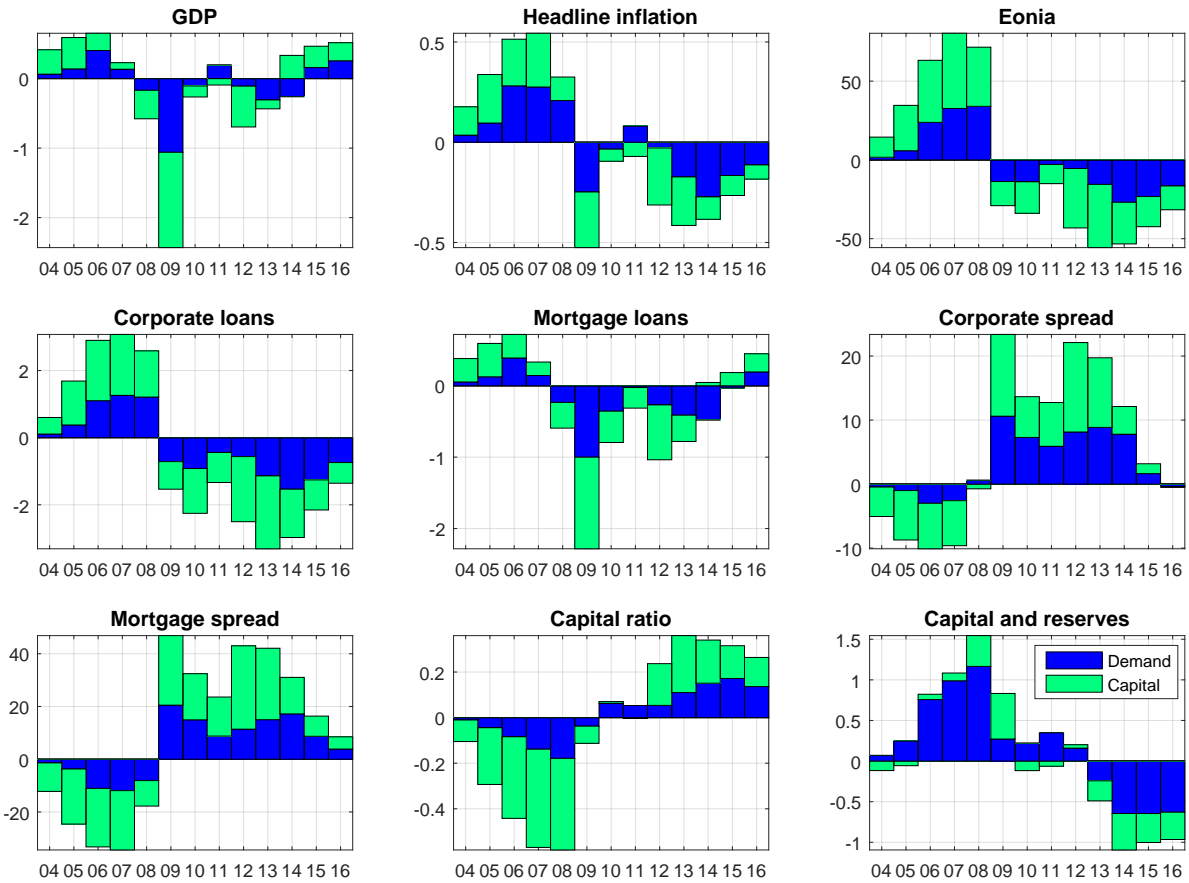 GDP
0
-1
-2
04 05 06 07 08 09 10 11 12 13 14 15 16
Headline inflation
0.5
0
-0.5
04 05 06 07 08 09 10 11 12 13 14 15 16
Eonia
50
0
-50
04 05 06 07 08 09 10 11 12 13 14 15 16
Corporate loans
2
0
-2
04 05 06 07 08 09 10 11 12 13 14 15 16
Mortgage loans
0
-1
-2
04 05 06 07 08 09 10 11 12 13 14 15 16
Corporate spread
20
10
0
-10
04 05 06 07 08 09 10 11 12 13 14 15 16
Mortgage spread
40
20
0
-20
04 05 06 07 08 09 10 11 12 13 14 15 16
Capital ratio
0.2
0
-0.2
-0.4
04 05 06 07 08 09 10 11 12 13 14 15 16
Capital and reserves
1.5
1
0.5
0
-0.5
-1
Demand
Capital
04 05 06 07 08 09 10 11 12 13 14 15 16